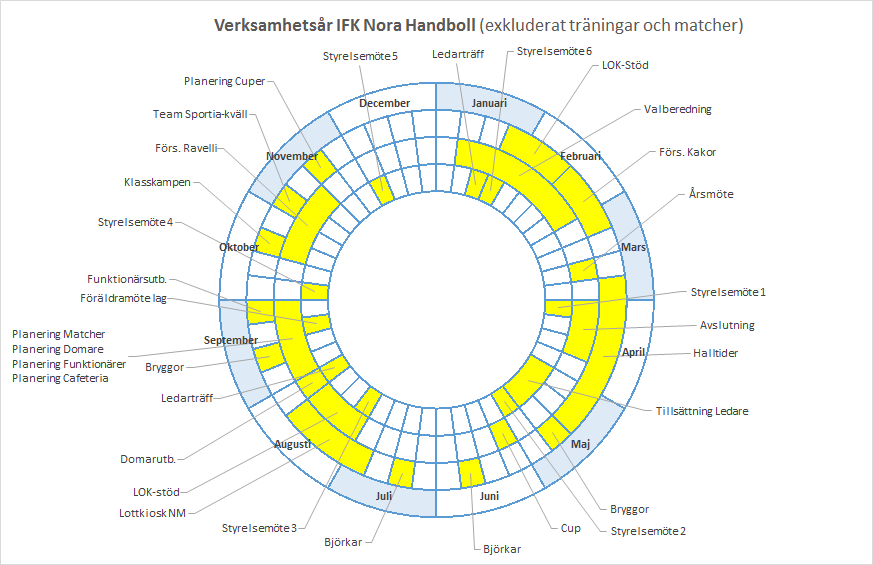 Verksamhetsår IFK Nora Handboll (exkluderat träningar och matcher)
Styrelsemöte 5
Ledarträff
Styrelsemöte 6
LOK-Stöd
Planering Cuper
December
Januari
Valberedning
Team Sportia-kväll
Förs. Ravelli
November
Februari
Förs. Kakor
Klasskampen
Årsmöte
Styrelsemöte 4
Oktober
Mars
Funktionärsutb.
Föräldramöte lag
Styrelsemöte 1
Planering Matcher
Planering Domare
Planering Funktionärer
Planering Cafeteria
September
Avslutning
April
Halltider
Bryggor
Ledarträff
Tillsättning Ledare
Domarutb.
Augusti
Maj
LOK-stöd
Lottkiosk NM
Juli
Juni
Bryggor
Styrelsemöte 3
Cup
Styrelsemöte 2
Björkar
Björkar